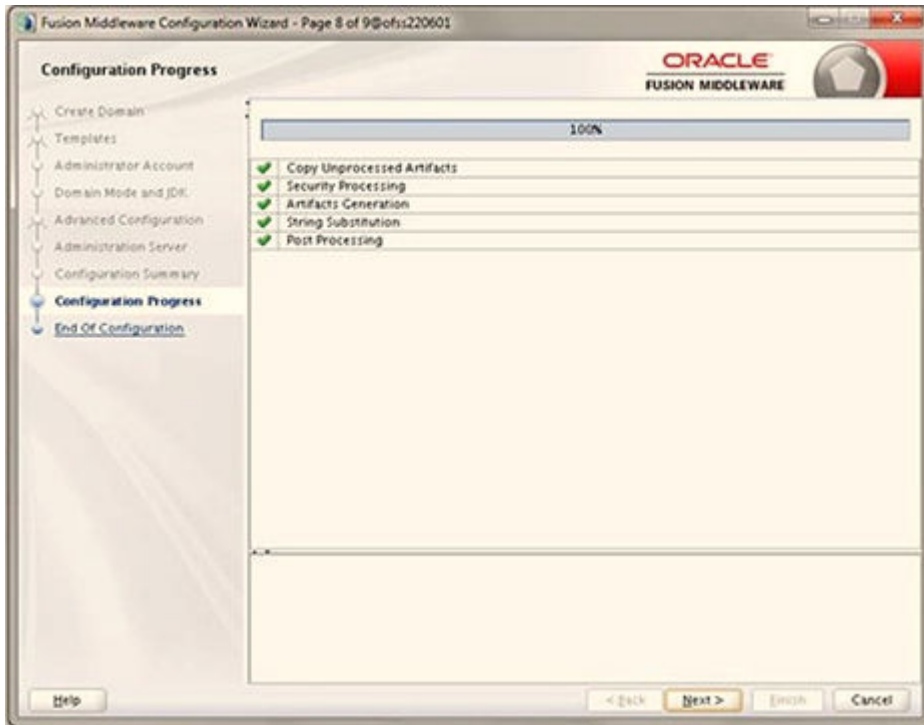 Fusion Middleware Configuration Wizard - Page 8 of 9@ofss220601
Configuration Progress
ORACLE
FUSION MIDDLEWARE
Create Domain
Templates
Administrator Account
Domain Mode and JDK
Advanced Configuration
Administration Server
Configuration Summary
Configuration Progress
End Of Configuration
100%
Copy Unprocessed Artifacts
Security Processing
Artifacts Generation
String Substitution
Post Processing
Help
< Back
Next >
Finish
Cancel